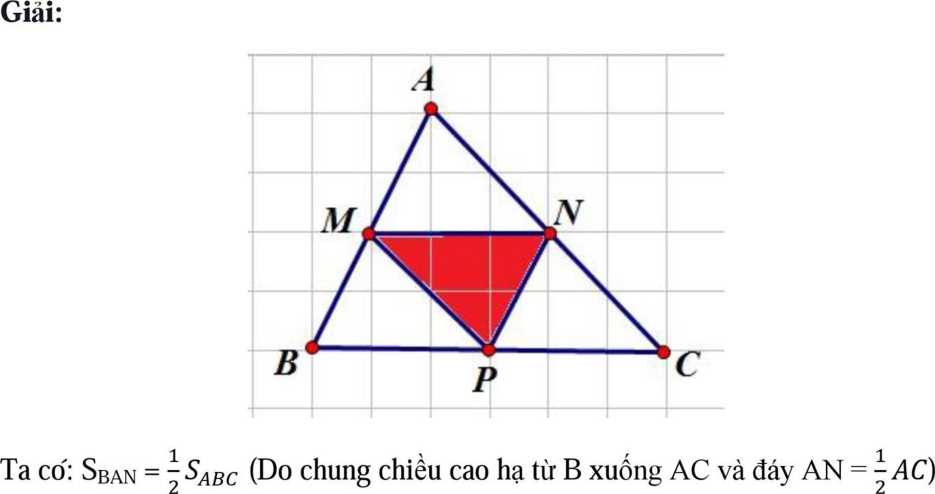 Giải:
A
M
N
B
P
C
Ta có: S_BAN = 1/2 S_ABC (Do chung chiều cao hạ từ B xuống AC và đáy AN = 1/2 AC)